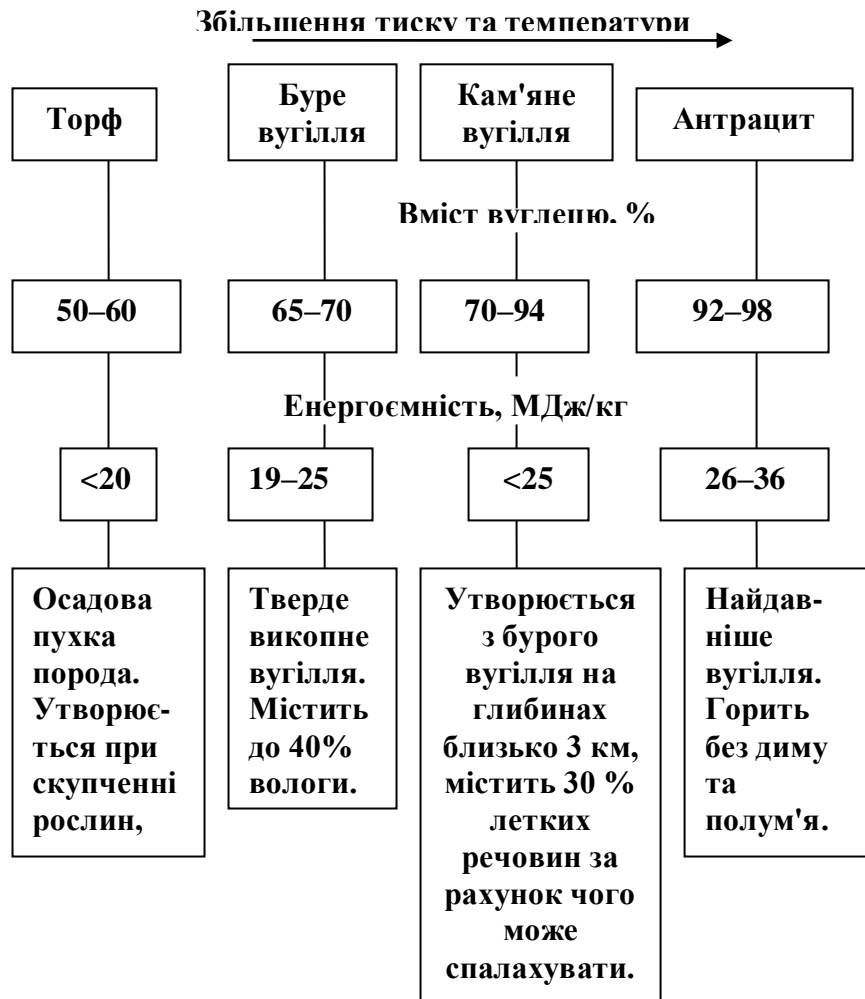 Збільшення тиску та температури
Торф
Буре
вугілля
Кам'яне
вугілля
Антрацит
Вміст вуглецю, %
50–60
65–70
70–94
92–98
Енергоємність, МДж/кг
<20
19–25
<25
26–36
Осадова
пухка
порода.
Утворює-
ться при
скупченні
рослин,
Тверде
викопне
вугілля.
Містить
до 40%
вологи.
Утворюється
з бурого
вугілля на
глибинах
близько 3 км,
містить 30 %
летких
речовин за
рахунок чого
може
спалахувати.
Найдав-
ніше
вугілля.
Горить
без диму
та
полум'я.